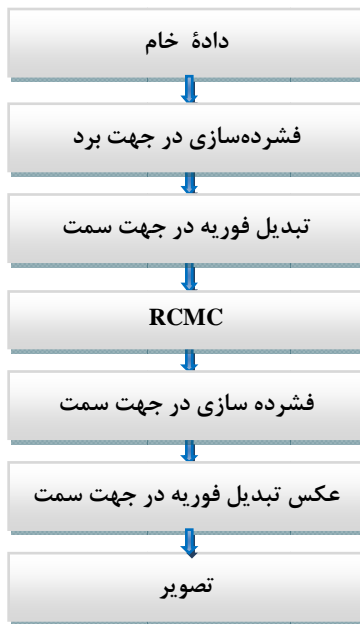 دادۀ خام
فشرده‌سازی در جهت برد
تبدیل فوریه در جهت سمت
RCMC
فشرده سازی در جهت سمت
عکس تبدیل فوریه در جهت سمت
تصویر